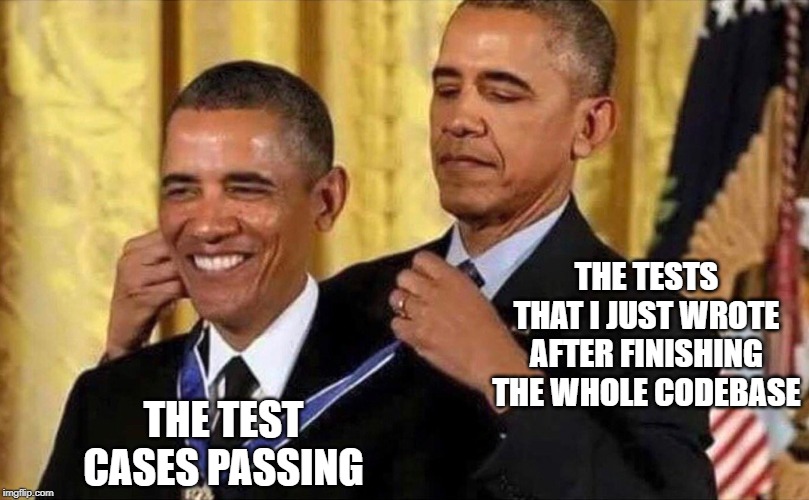 THE TESTS
THAT I JUST WROTE
AFTER FINISHING
THE WHOLE CODEBASE
THE TEST
CASES PASSING
imgflip.com